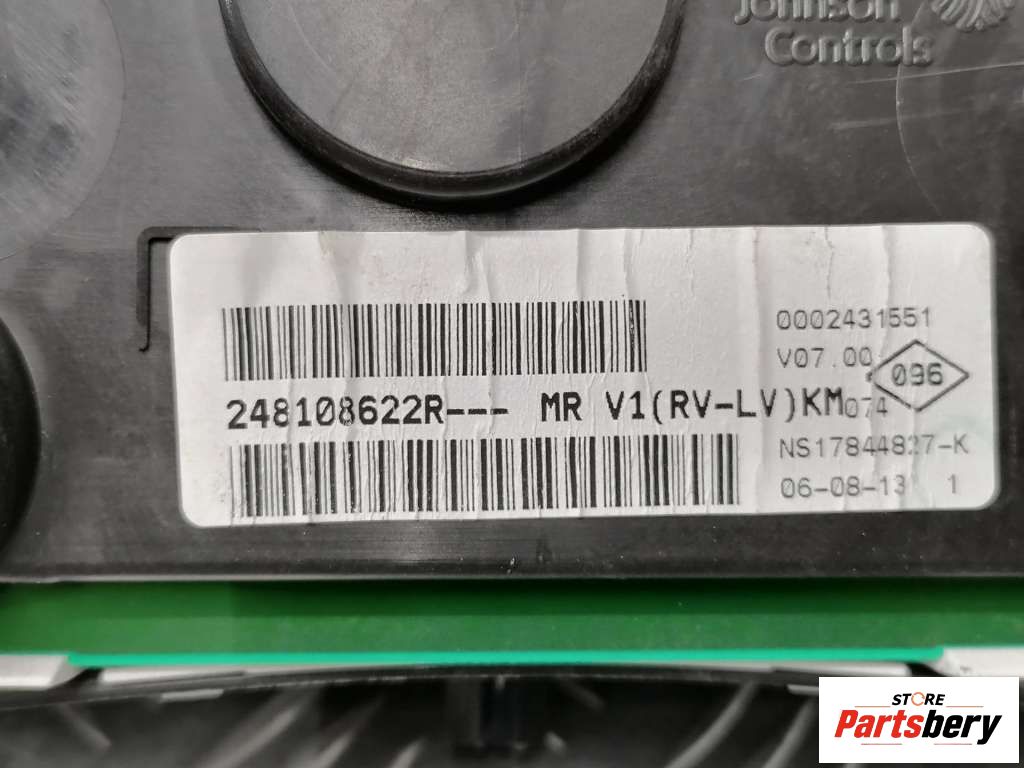 Johnson
Controls
0002431551
V07.00
096
248108622R--- MR V1(RV-LV)KM
074
NS17844827-K
06-08-13 1
STORE
Partsbery